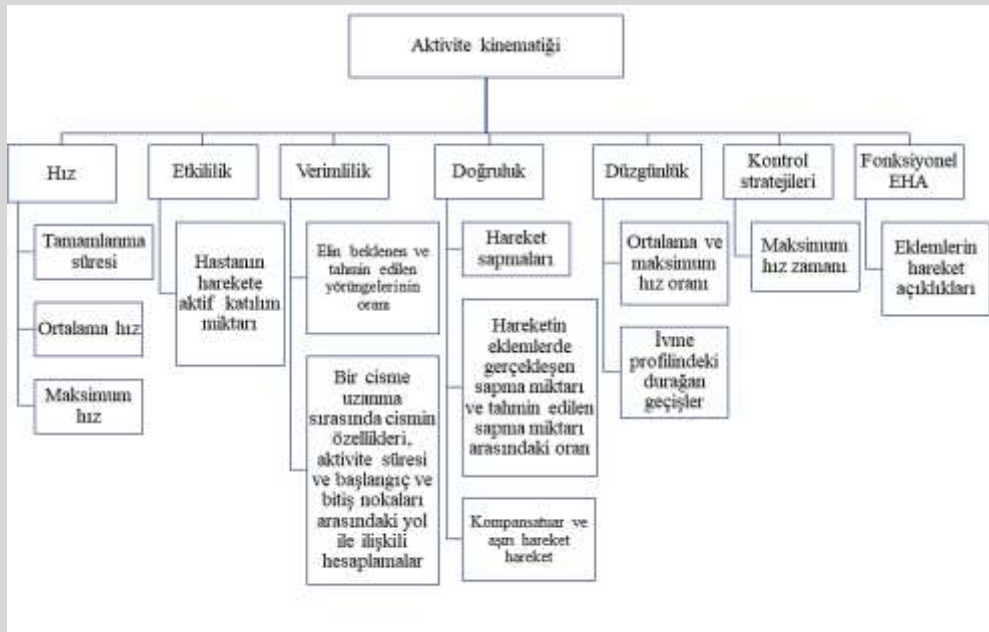 Aktivite kinematiği
Hız
Tamamlanma
süresi
Ortalama hız
Maksimum
hız
Etkililik
Hastanın
harekete
aktif katılım
miktarı
Verimlilik
Elin beklenen ve
tahmin edilen
yörüngelerinin
oranı
Bir cisme
uzanma
sırasında cismin
özellikleri,
aktivite süresi
ve başlangıç ve
bitiş nokaları
arasındaki yol
ile ilişkili
hesaplamalar
Doğruluk
Hareket
sapmaları
Hareketin
eklemlerde
gerçekleşen
sapma miktarı
ve tahmin edilen
sapma miktarı
arasındaki oran
Kompansatuar ve
aşırı hareket
hareket
Düzgünlük
Ortalama ve
maksimum
hız oranı
İvme
profilindeki
durağan
geçişler
Kontrol
stratejileri
Maksimum
hız zamanı
Fonksiyonel
EHA
Eklemlerin
hareket
açıklıkları